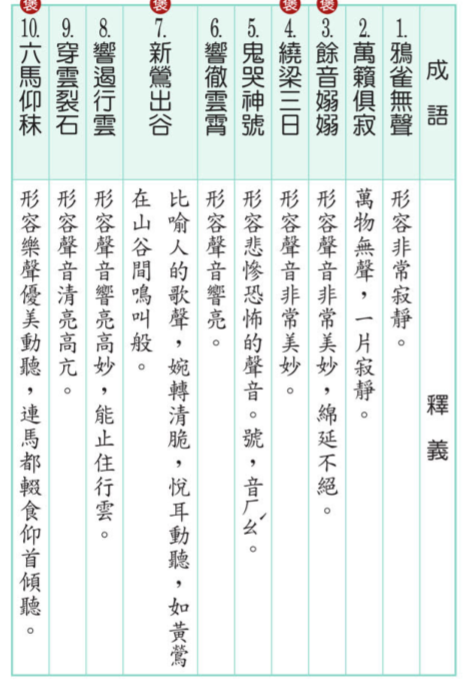 成語 釋義
1. 鴉雀無聲 形容非常寂靜。
2. 萬籟俱寂 萬物無聲，一片寂靜。
褒
3. 餘音嫋嫋 形容聲音非常美妙，綿延不絕。
褒
4. 繞梁三日 形容聲音非常美妙。
5. 鬼哭神號 形容悲慘恐怖的聲音。號，音ㄏㄠˊ。
6. 響徹雲霄 形容聲音響亮。
褒
7. 新鶯出谷 比喻人的歌聲，婉轉清脆，悅耳動聽，如黃鶯
在山谷間鳴叫般。
8. 響遏行雲 形容聲音響亮高妙，能止住行雲。
9. 穿雲裂石 形容聲音清亮高亢。
褒
10. 六馬仰秣 形容樂聲優美動聽，連馬都輟食仰首傾聽。